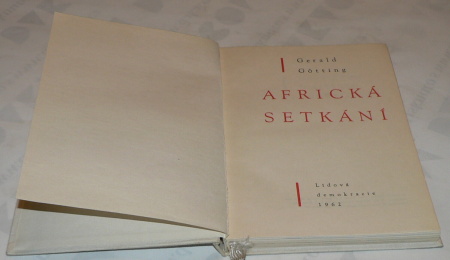 Gerald
Götting
AFRICKÁ
SETKÁNÍ
Lidová
demokracie
1962